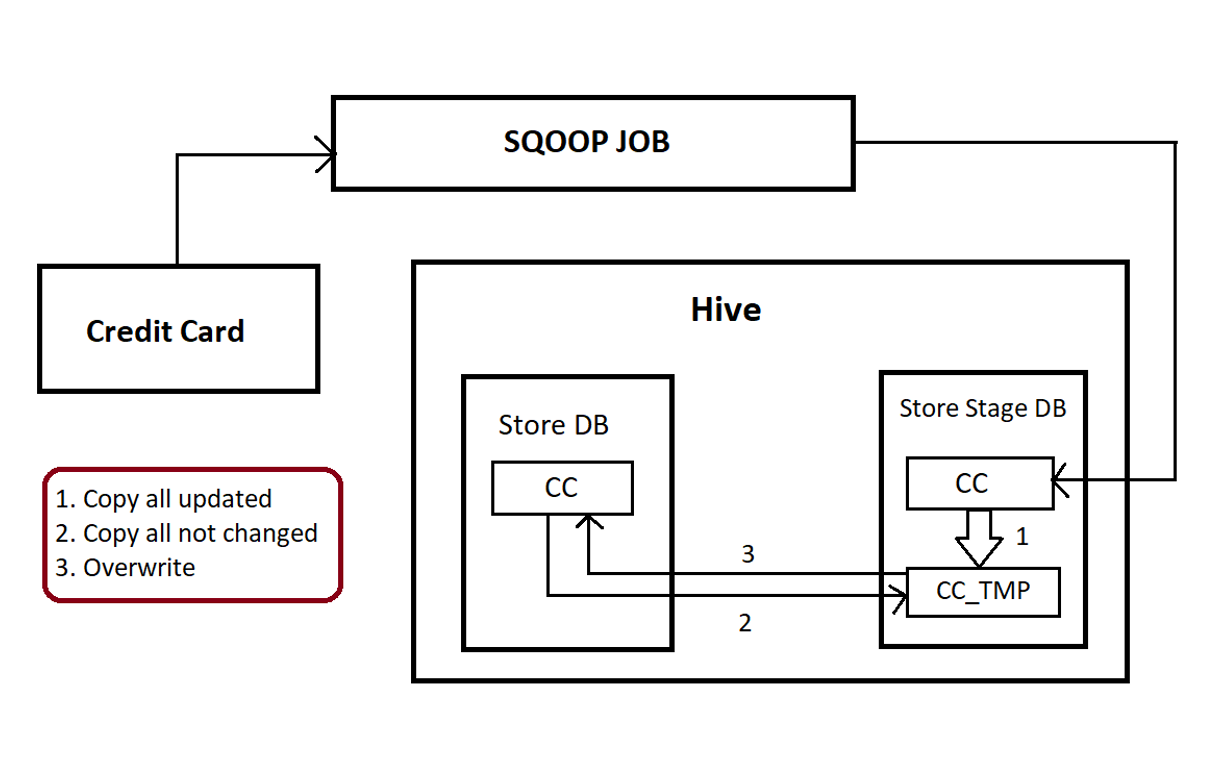 SQOOP JOB
Credit Card
Hive
Store DB
CC
Store Stage DB
CC
1
CC_TMP
3
2
1. Copy all updated
2. Copy all not changed
3. Overwrite